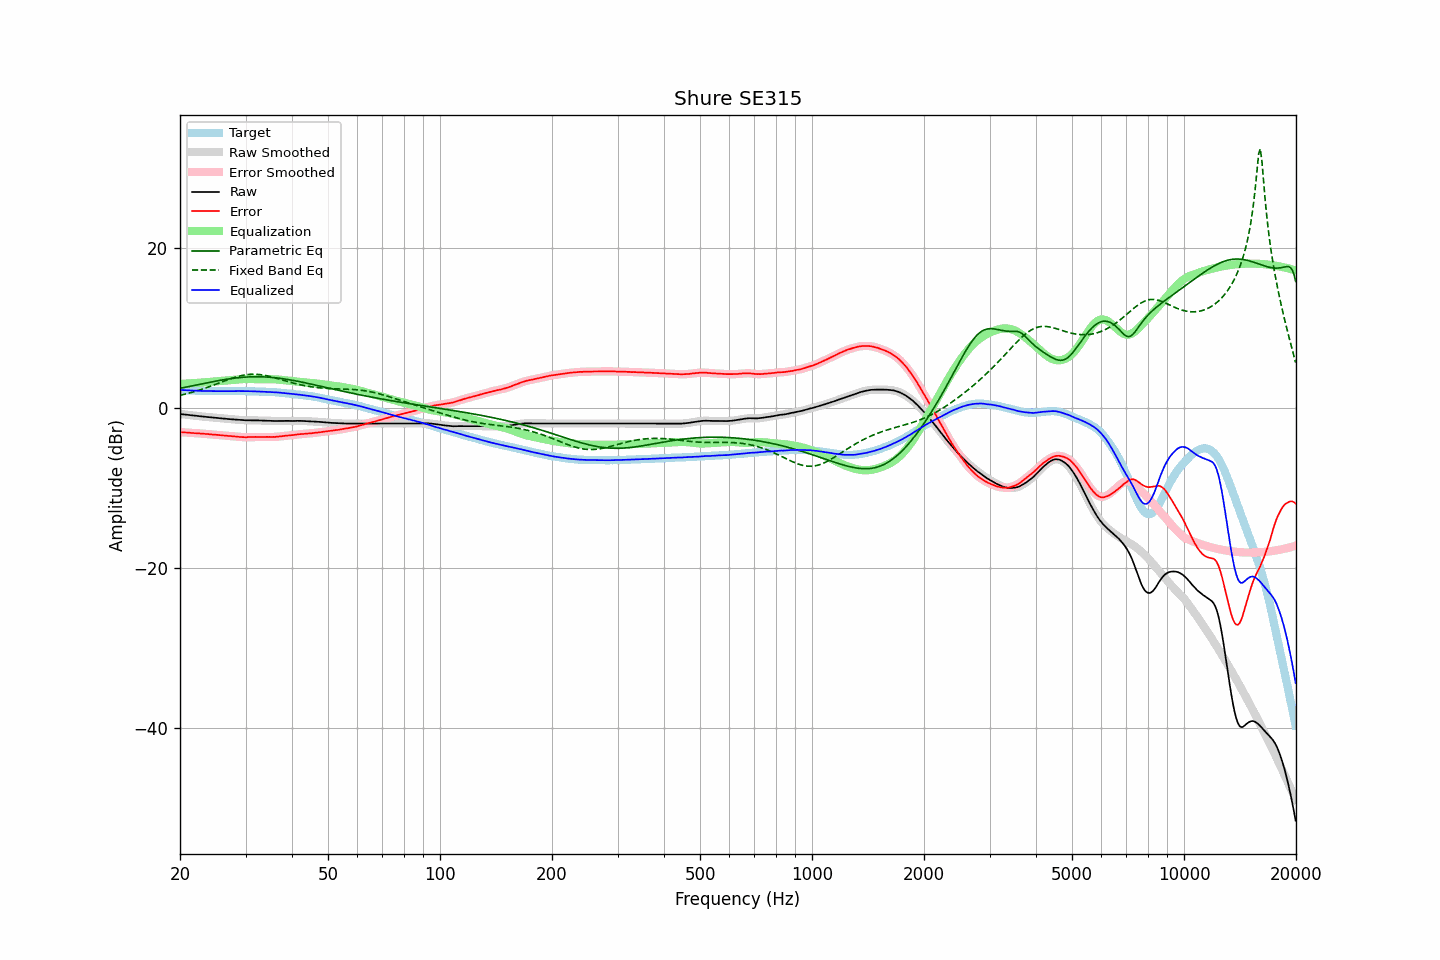 Shure SE315
Target
Raw Smoothed
Error Smoothed
Raw
Error
Equalization
Parametric Eq
Fixed Band Eq
Equalized
Amplitude (dBr)
20
0
−20
−40
20 50 100 200 500 1000 2000 5000 10000 20000
Frequency (Hz)